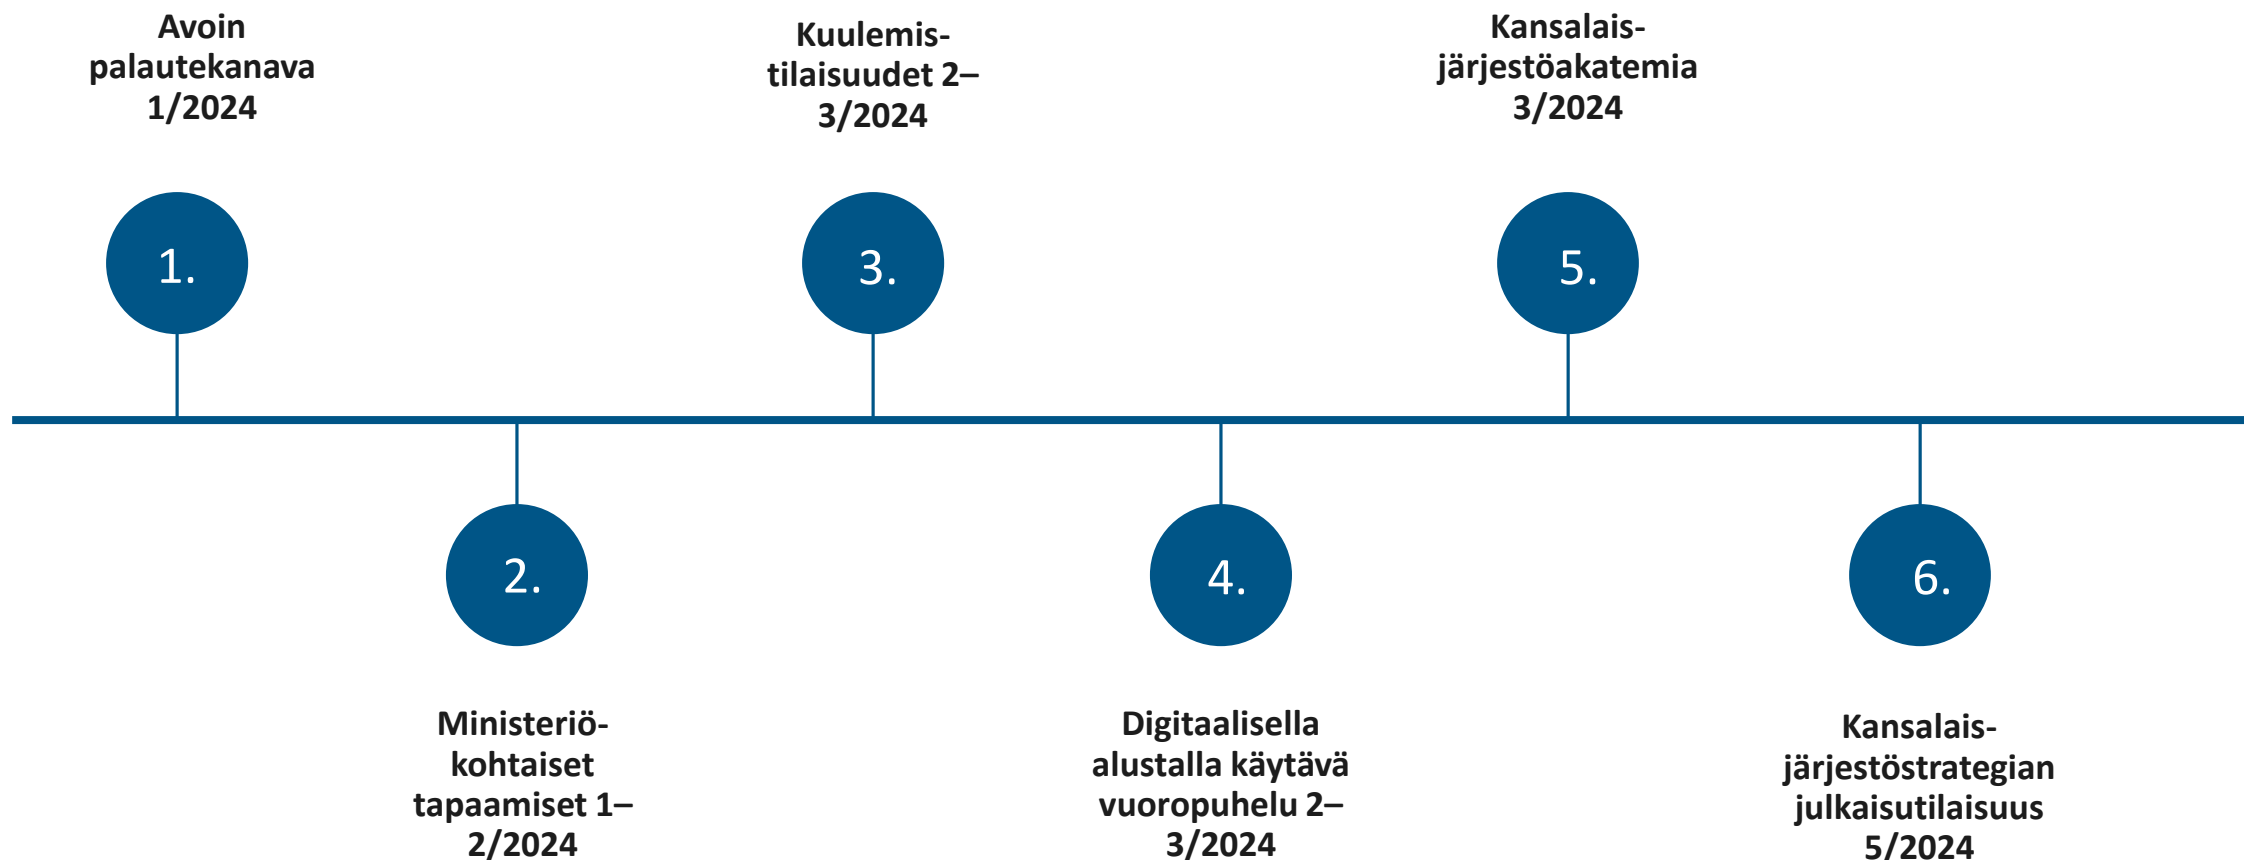 Avoin
palautekanava
1/2024
1.
Ministeriö-
kohtaiset
tapaamiset 1–
2/2024
2.
Kuulemis-
tilaisuudet 2–
3/2024
3.
Digitaalisella
alustalla käytävä
vuoropuhelu 2–
3/2024
4.
Kansalais-
järjestöakatemia
3/2024
5.
Kansalais-
järjestöstrategian
julkaisutilaisuus
5/2024
6.